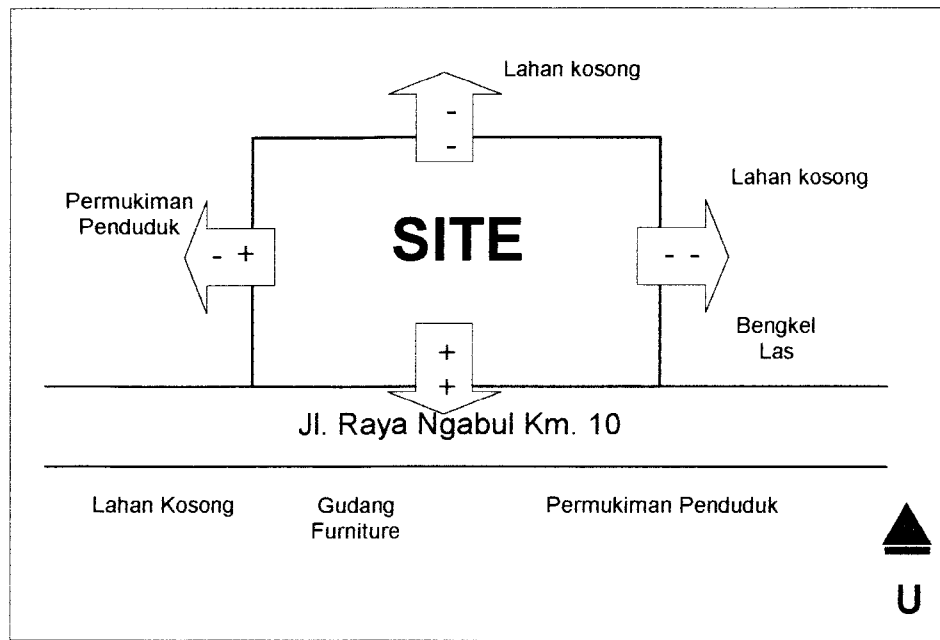 Lahan kosong
-
-
Lahan kosong
Permukiman
Penduduk
SITE
- +
- -
Bengkel
Las
+
+
Jl. Raya Ngabul Km. 10
Lahan Kosong
Gudang
Furniture
Permukiman Penduduk
U